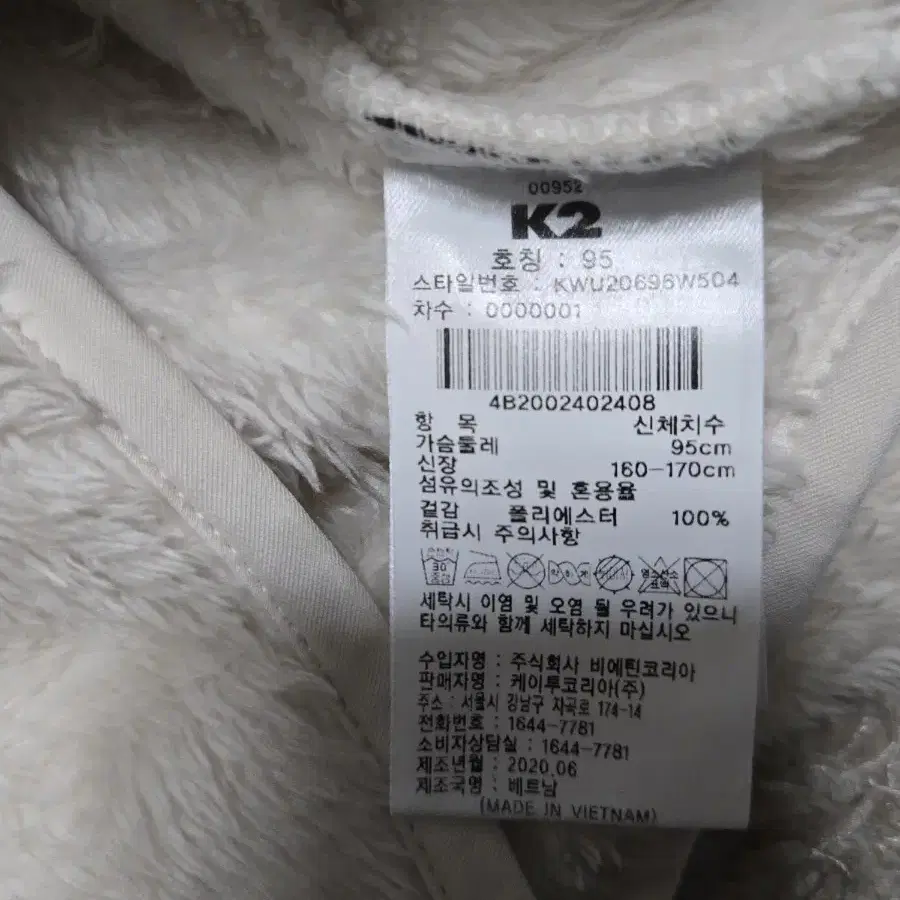 00952
K2
호칭 : 95
스타일번호 : KWU20696W504
차수 : 0000001
4B2002402408
항 목 신체치수
가슴둘레 95cm
신장 160-170cm
섬유의조성 및 혼용율
겉감 폴리에스터 100%
취급시 주의사항
30
세탁시 이염 및 오염 될 우려가 있으니
타의류와 함께 세탁하지 마십시오
수입자명 : 주식회사 비에틴코리아
판매자명 : 케이투코리아(주)
주소 : 서울시 강남구 자곡로 174-14
전화번호 : 1644-7781
소비자상담실 : 1644-7781
제조년월 : 2020.06
제조국명 : 베트남
(MADE IN VIETNAM)